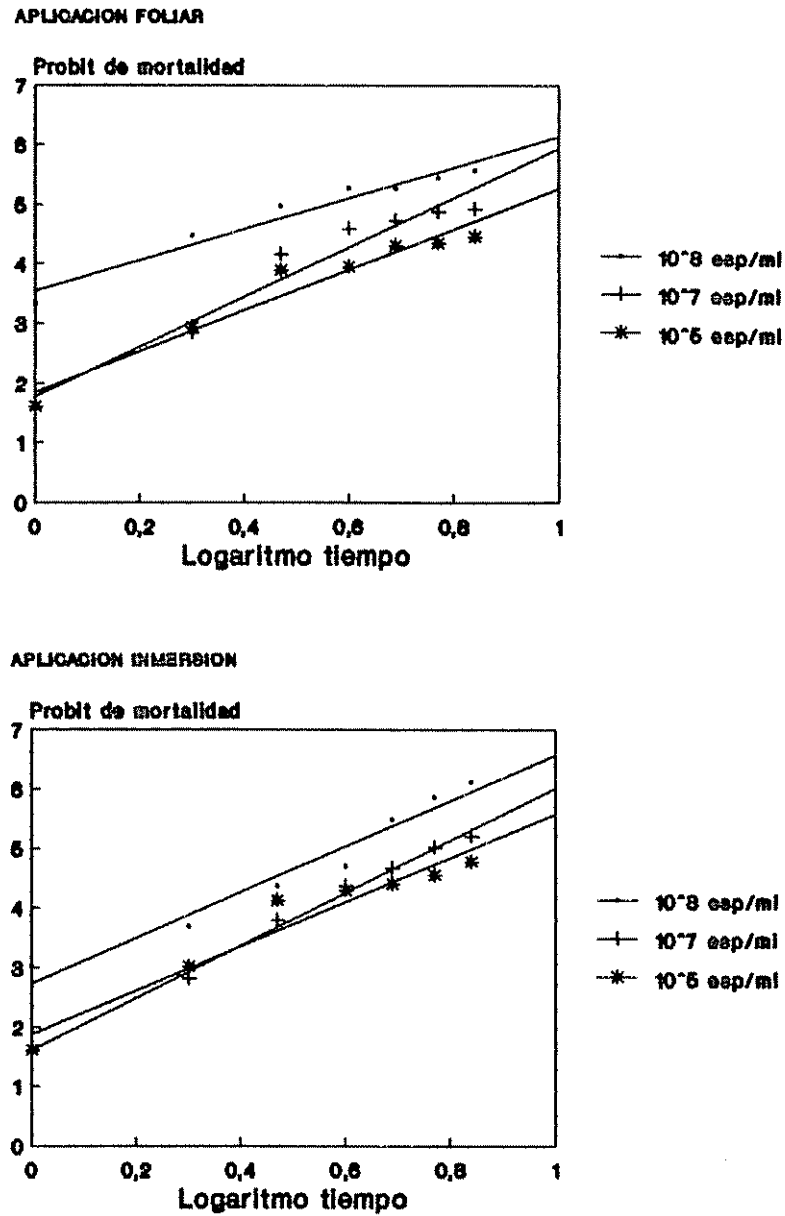 APLICACION FOLIAR
Probit de mortalidad
7
6
5
4
3
2
1
0
0 0,2 0,4 0,6 0,8 1
Logaritmo tiempo
10^8 esp/ml
10^7 esp/ml
10^5 esp/ml
APLICACION INMERSION
Probit de mortalidad
7
6
5
4
3
2
1
0
0 0,2 0,4 0,6 0,8 1
Logaritmo tiempo
10^8 esp/ml
10^7 esp/ml
10^5 esp/ml